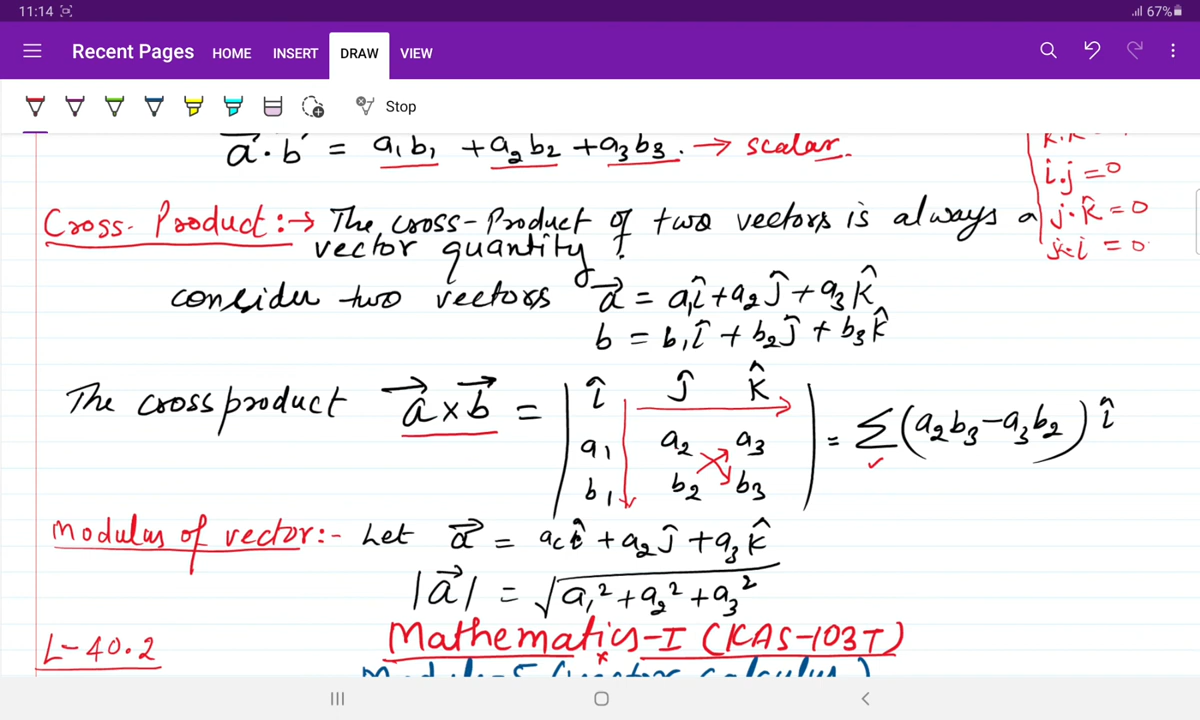 11:14 67%
Recent Pages HOME INSERT DRAW VIEW
Stop
a⃗·b⃗ = a₁b₁ + a₂b₂ + a₃b₃. → scalar.
î.j = 0
j·k̂ = 0
= 0
Cross-Product :→ The cross-Product of two vectors is always a
vector quantity.
consider two vectors a⃗ = a₁î + a₂ĵ + a₃k̂
b = b₁î + b₂ĵ + b₃k̂
The cross product a⃗×b⃗ = | î ĵ k̂ | = Σ(a₂b₃ - a₃b₂) î
a₁ a₂ a₃
b₁ b₂ b₃
Modulus of vector:- Let a⃗ = a₁î + a₂ĵ + a₃k̂
|a⃗| = √a₁² + a₂² + a₃²
L-40.2 Mathematics-I (KAS-103T)